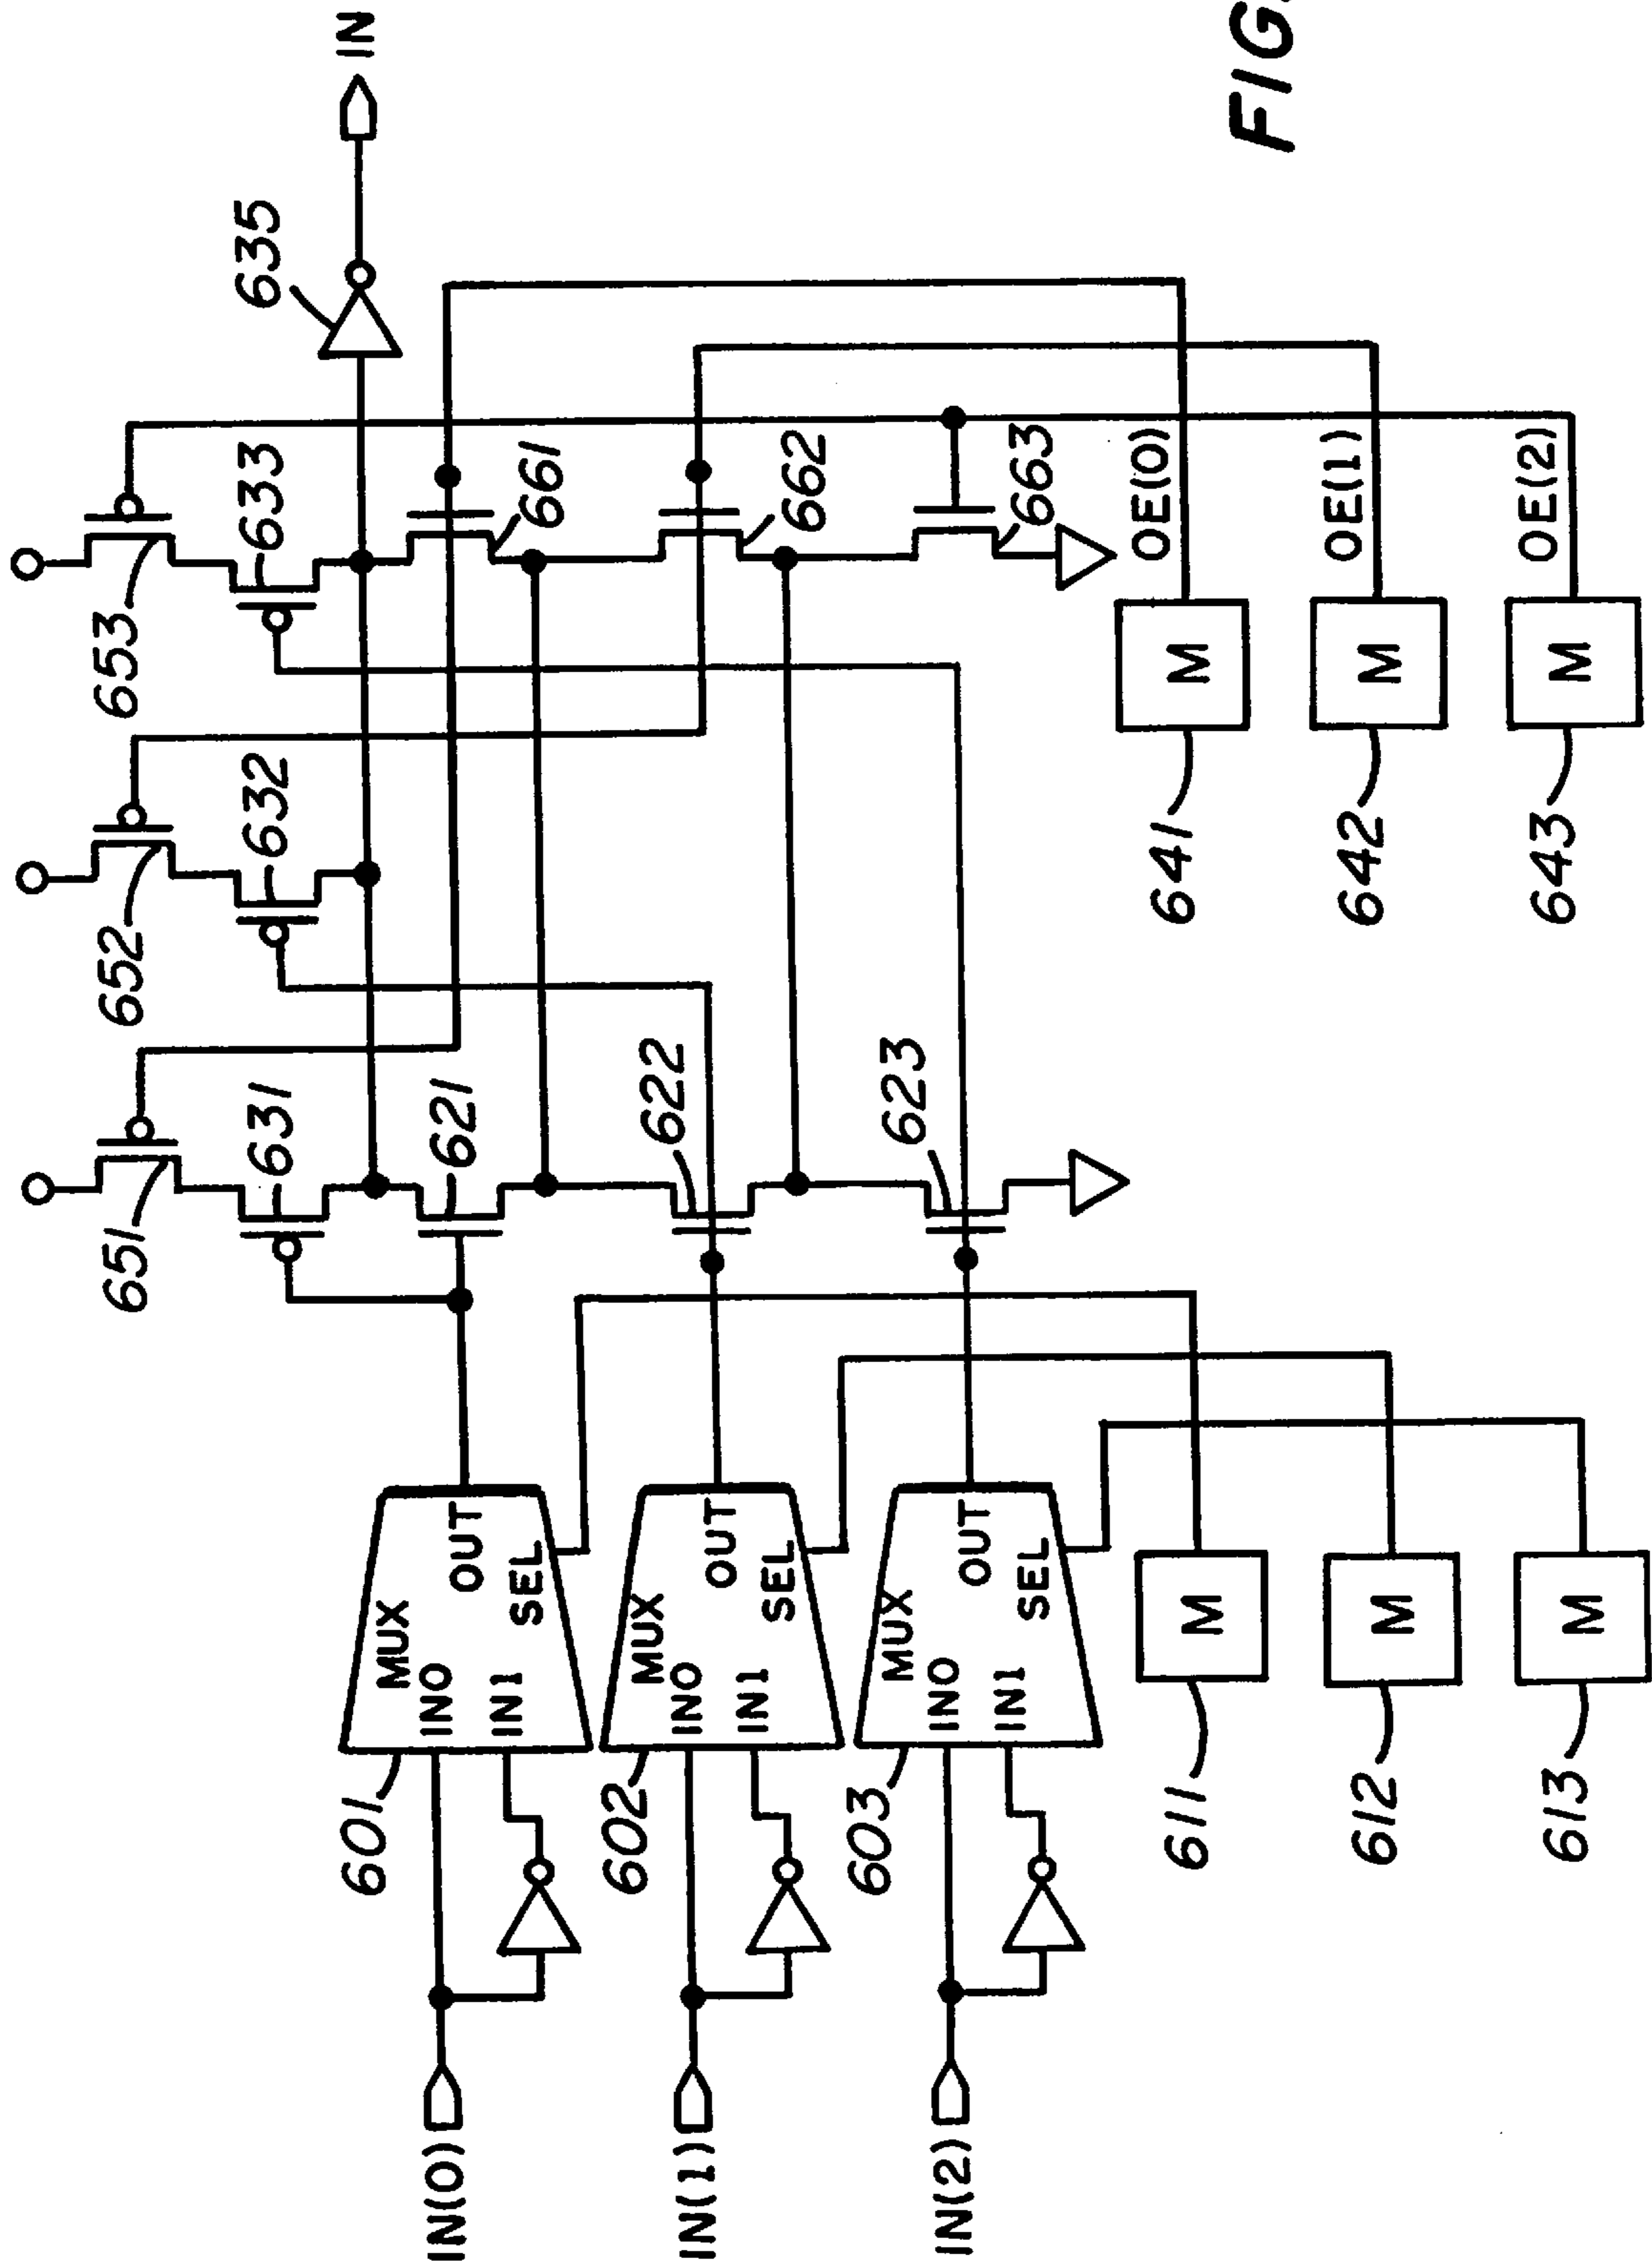 IN(0)
IN(1)
IN(2)
601
602
603
MUX
IN0
IN1
OUT
SEL
MUX
IN0
IN1
OUT
SEL
MUX
IN0
IN1
OUT
SEL
611
M
612
M
613
M
651
631
621
622
623
652
632
653
633
661
662
663
635
IN
641
M
OE(0)
642
M
OE(1)
643
M
OE(2)
FIG.